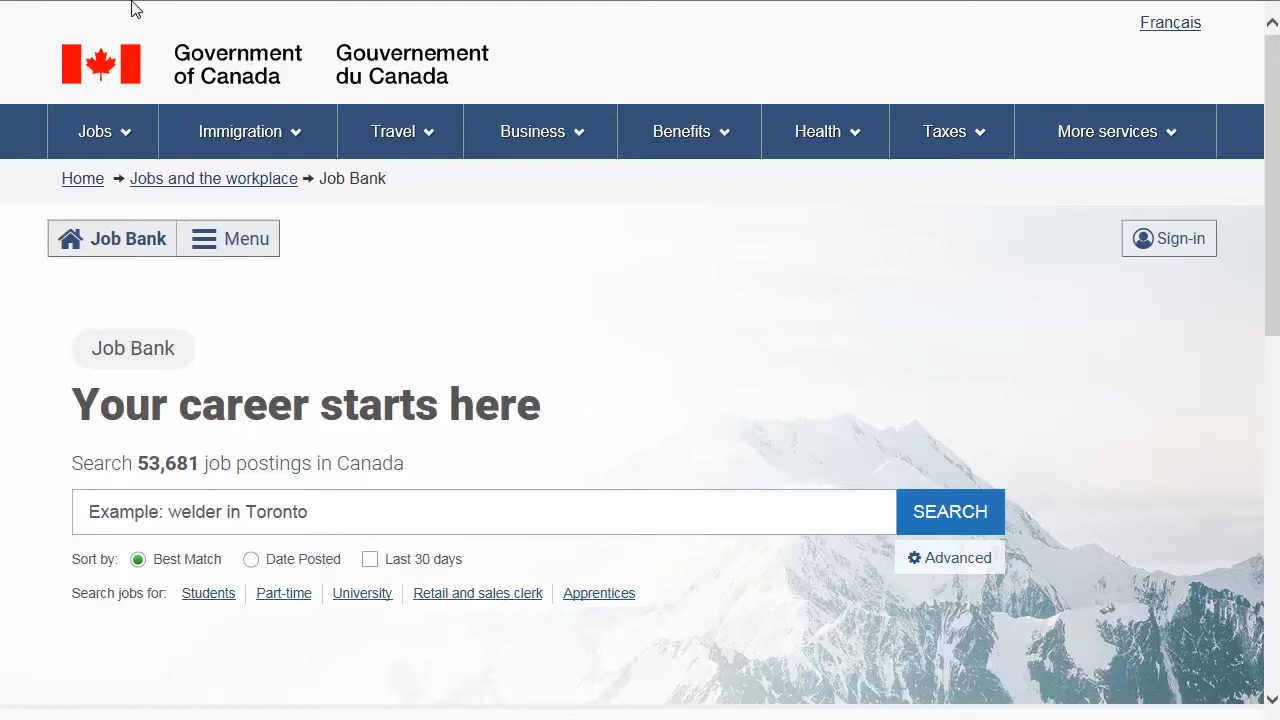 Français
Government of Canada
Gouvernement du Canada
Jobs Immigration Travel Business Benefits Health Taxes More services
Home Jobs and the workplace Job Bank
Job Bank Menu Sign-in
Job Bank
Your career starts here
Search 53,681 job postings in Canada
Example: welder in Toronto SEARCH
Sort by: Best Match Date Posted Last 30 days Advanced
Search jobs for: Students Part-time University Retail and sales clerk Apprentices